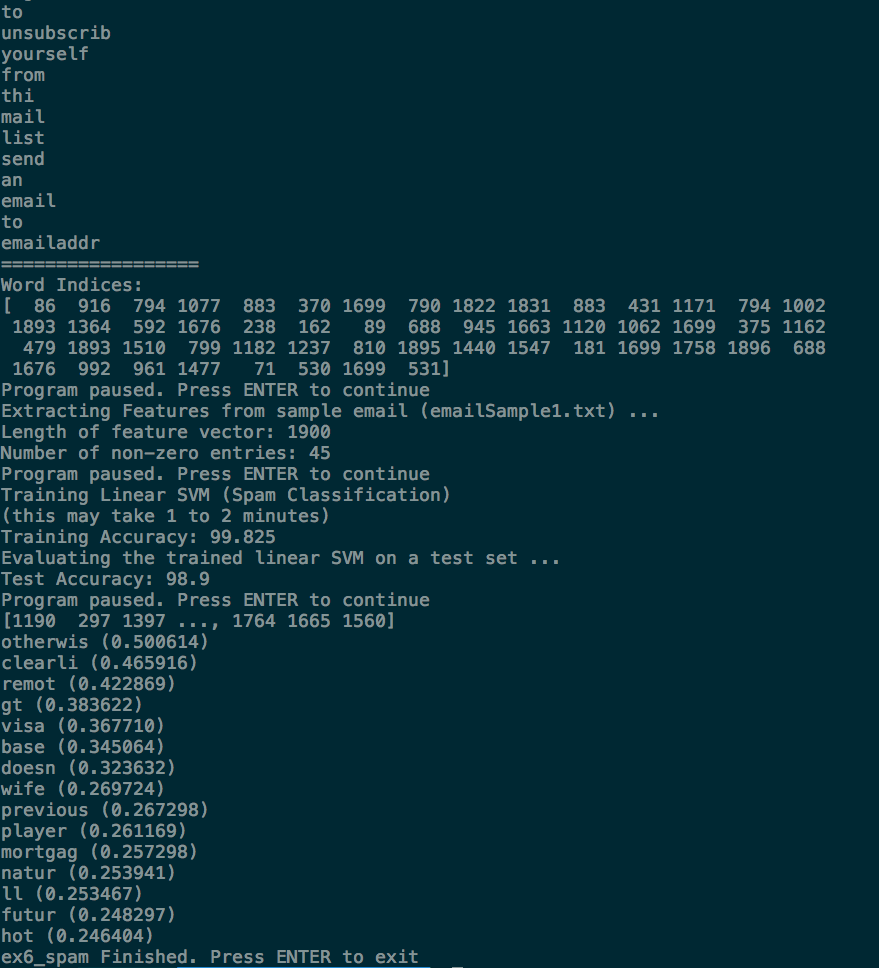 to
unsubscrib
yourself
from
thi
mail
list
send
an
email
to
emailaddr
==================
Word Indices:
[  86  916  794 1077  883  370 1699  790 1822 1831  883  431 1171  794 1002
 1893 1364  592 1676  238  162   89  688  945 1663 1120 1062 1699  375 1162
  479 1893 1510  799 1182 1237  810 1895 1440 1547  181 1699 1758 1896  688
 1676  992  961 1477   71  530 1699  531]
Program paused. Press ENTER to continue
Extracting Features from sample email (emailSample1.txt) ...
Length of feature vector: 1900
Number of non-zero entries: 45
Program paused. Press ENTER to continue
Training Linear SVM (Spam Classification)
(this may take 1 to 2 minutes)
Training Accuracy: 99.825
Evaluating the trained linear SVM on a test set ...
Test Accuracy: 98.9
Program paused. Press ENTER to continue
[1190  297 1397 ..., 1764 1665 1560]
otherwis (0.500614)
clearli (0.465916)
remot (0.422869)
gt (0.383622)
visa (0.367710)
base (0.345064)
doesn (0.323632)
wife (0.269724)
previous (0.267298)
player (0.261169)
mortgag (0.257298)
natur (0.253941)
ll (0.253467)
futur (0.248297)
hot (0.246404)
ex6_spam Finished. Press ENTER to exit